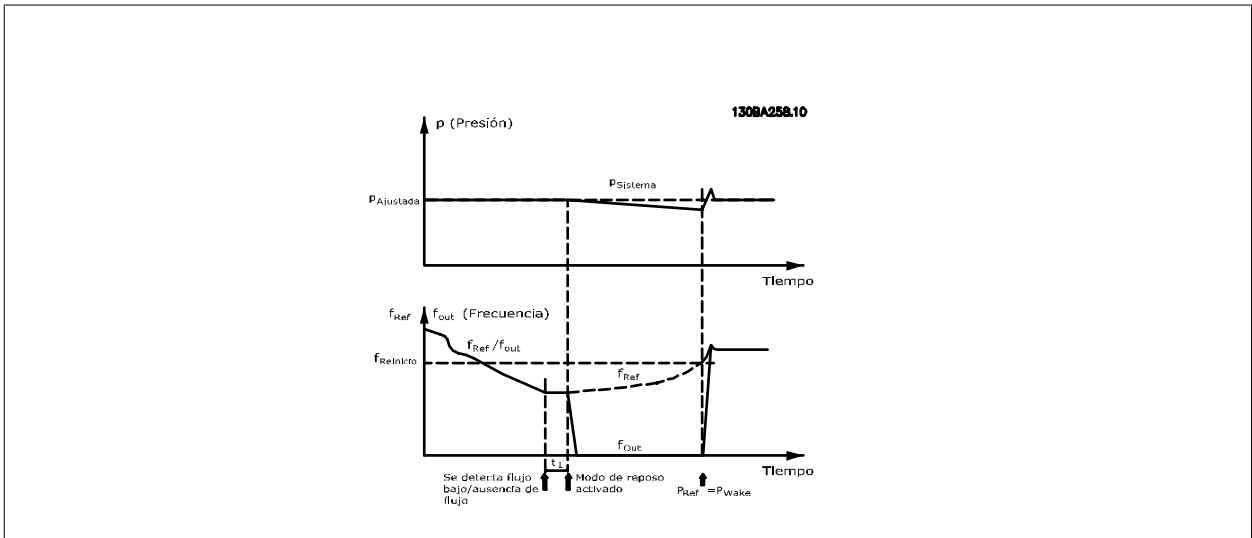 130BA258.10
p (Presión)
pSistema
pAjustada
Tiempo
fRef fout (Frecuencia)
fRef/fout
fReinicio
fRef
fOut
Tiempo
t1
Se detecta flujo
bajo/ausencia de
flujo
Modo de reposo
activado
PRef =PWake